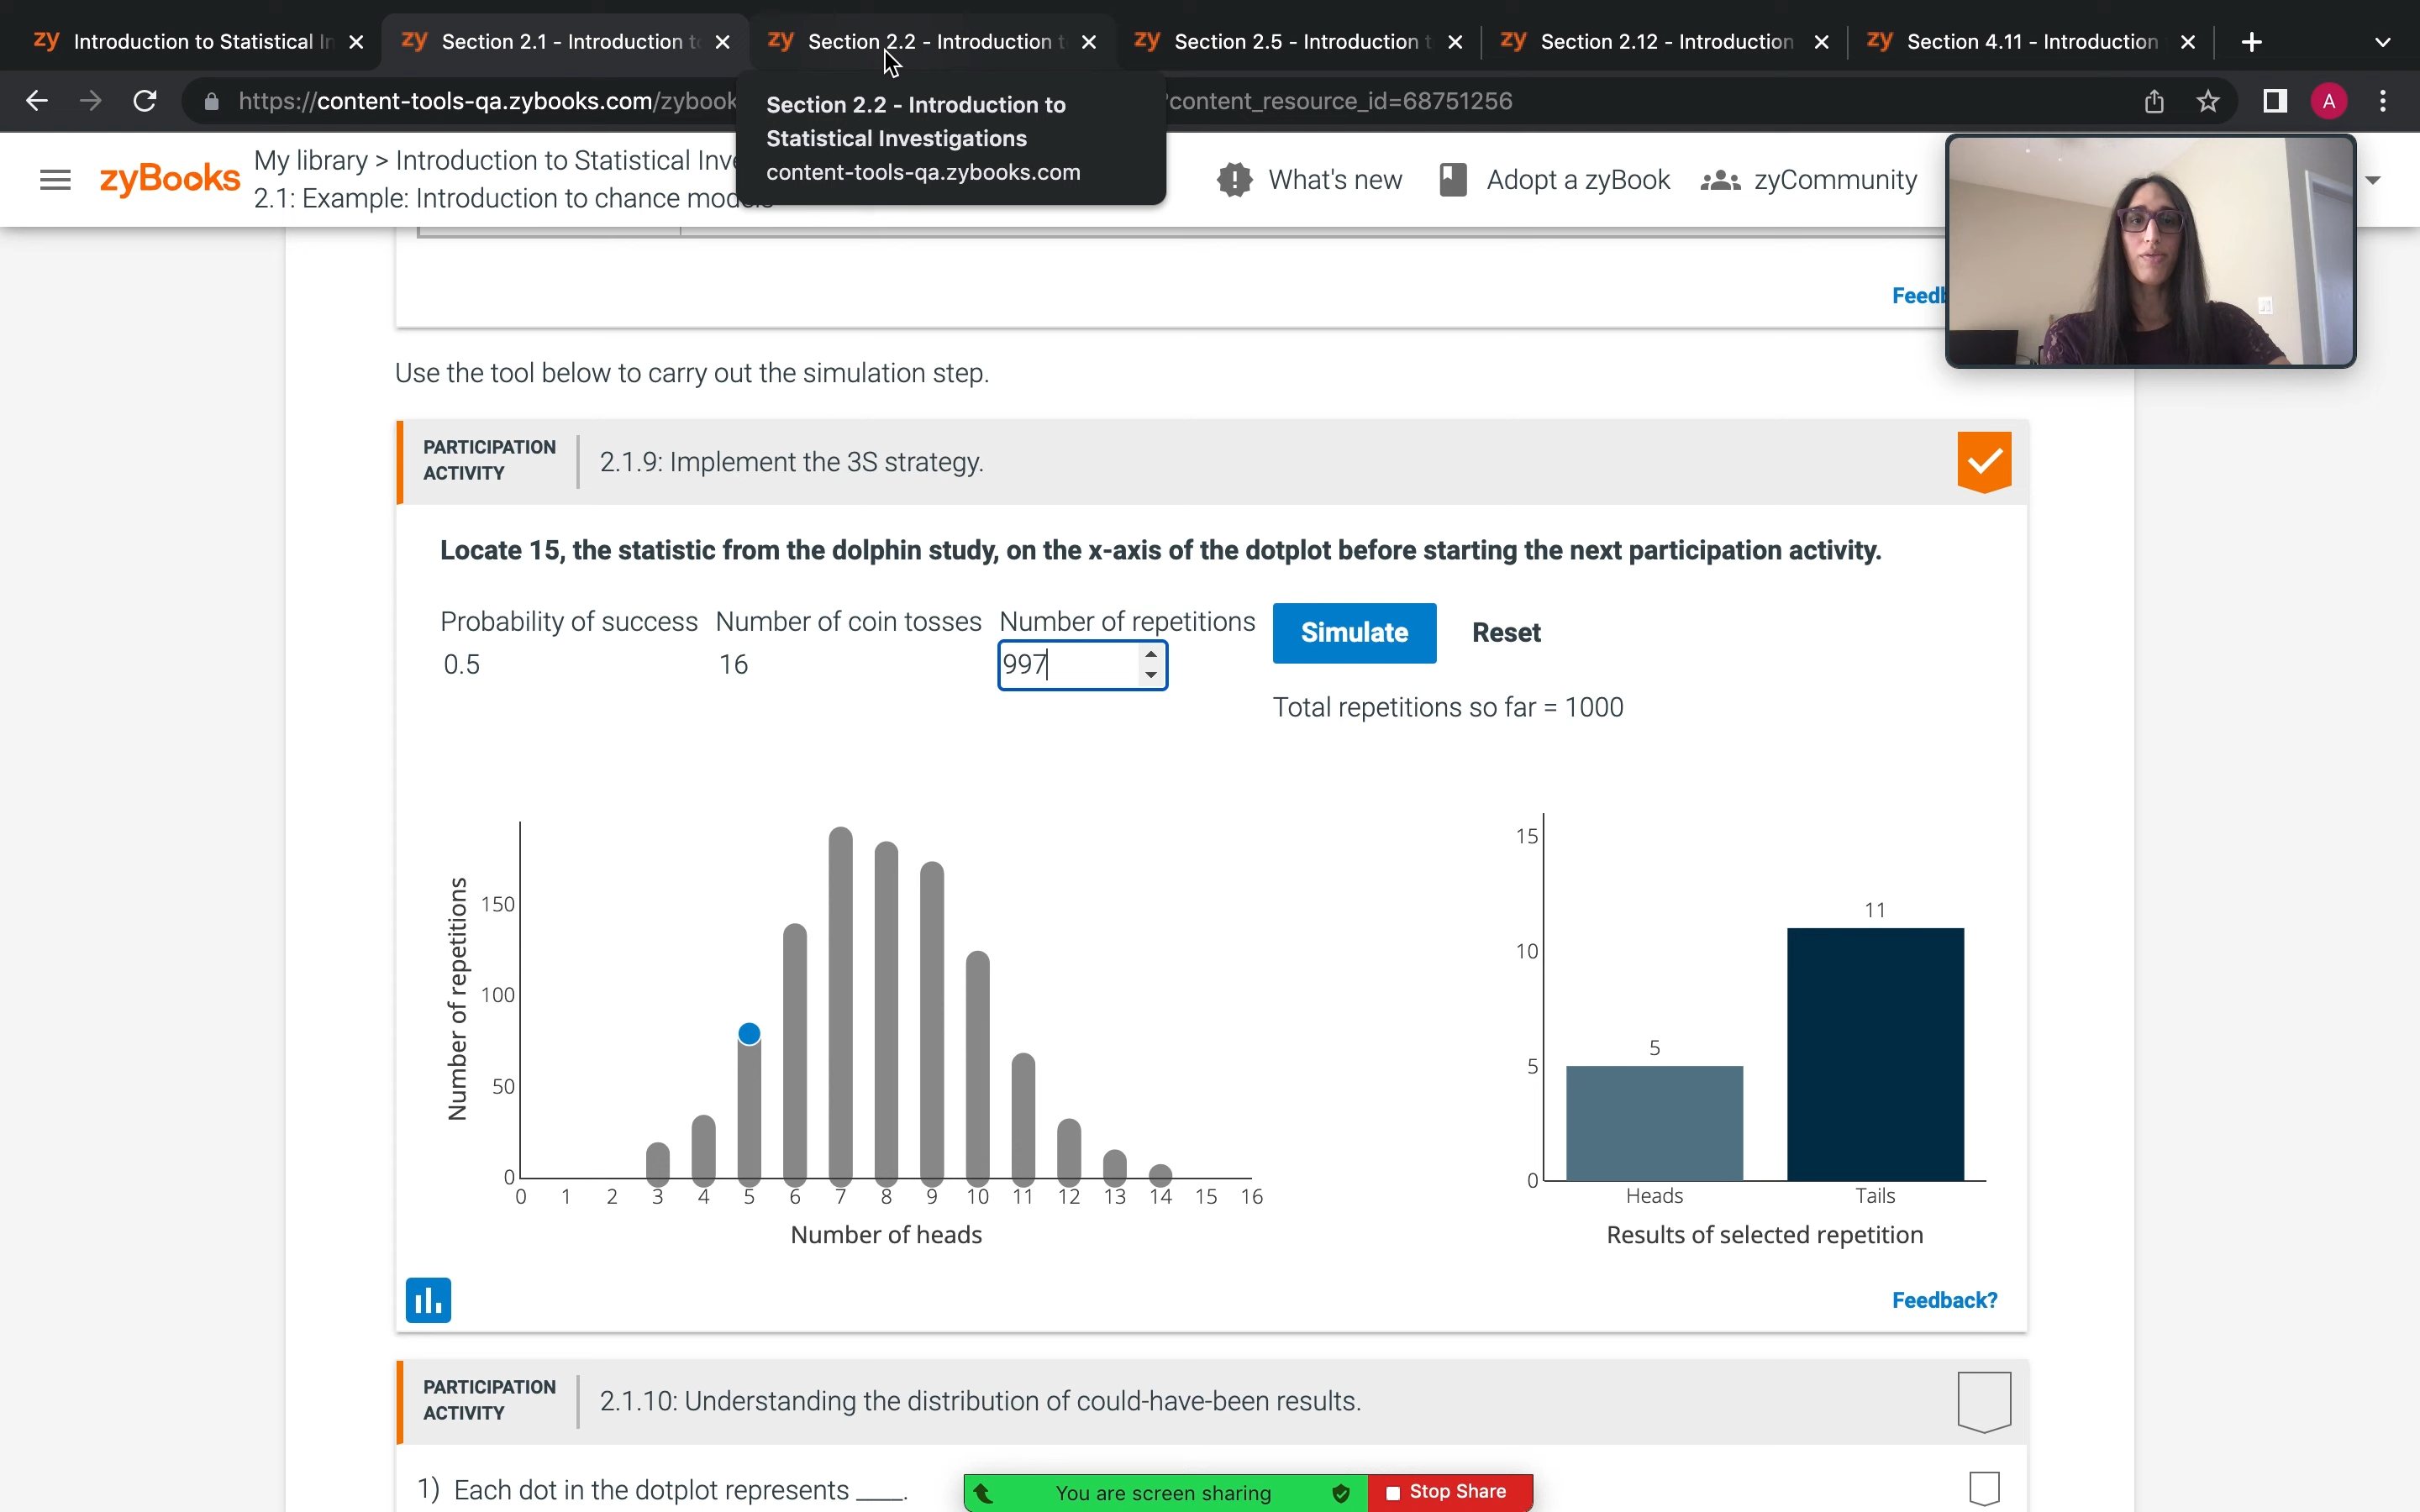 zy Introduction to Statistical In
zy Section 2.1 - Introduction to
zy Section 2.2 - Introduction t
zy Section 2.5 - Introduction t
zy Section 2.12 - Introduction
zy Section 4.11 - Introduction
https://content-tools-qa.zybooks.com/zybook
?content_resource_id=68751256
A
Section 2.2 - Introduction to
Statistical Investigations
content-tools-qa.zybooks.com
zyBooks
My library > Introduction to Statistical Inve
2.1: Example: Introduction to chance models
What's new
Adopt a zyBook
zyCommunity
Feedb
Use the tool below to carry out the simulation step.
PARTICIPATION
ACTIVITY
2.1.9: Implement the 3S strategy.
Locate 15, the statistic from the dolphin study, on the x-axis of the dotplot before starting the next participation activity.
Probability of success Number of coin tosses Number of repetitions
Simulate Reset
0.5 16 997
Total repetitions so far = 1000
Number of repetitions
150
100
50
0
0 1 2 3 4 5 6 7 8 9 10 11 12 13 14 15 16
Number of heads
15
10
5
0
5
11
Heads Tails
Results of selected repetition
Feedback?
PARTICIPATION
ACTIVITY
2.1.10: Understanding the distribution of could-have-been results.
1) Each dot in the dotplot represents ____.
You are screen sharing
Stop Share